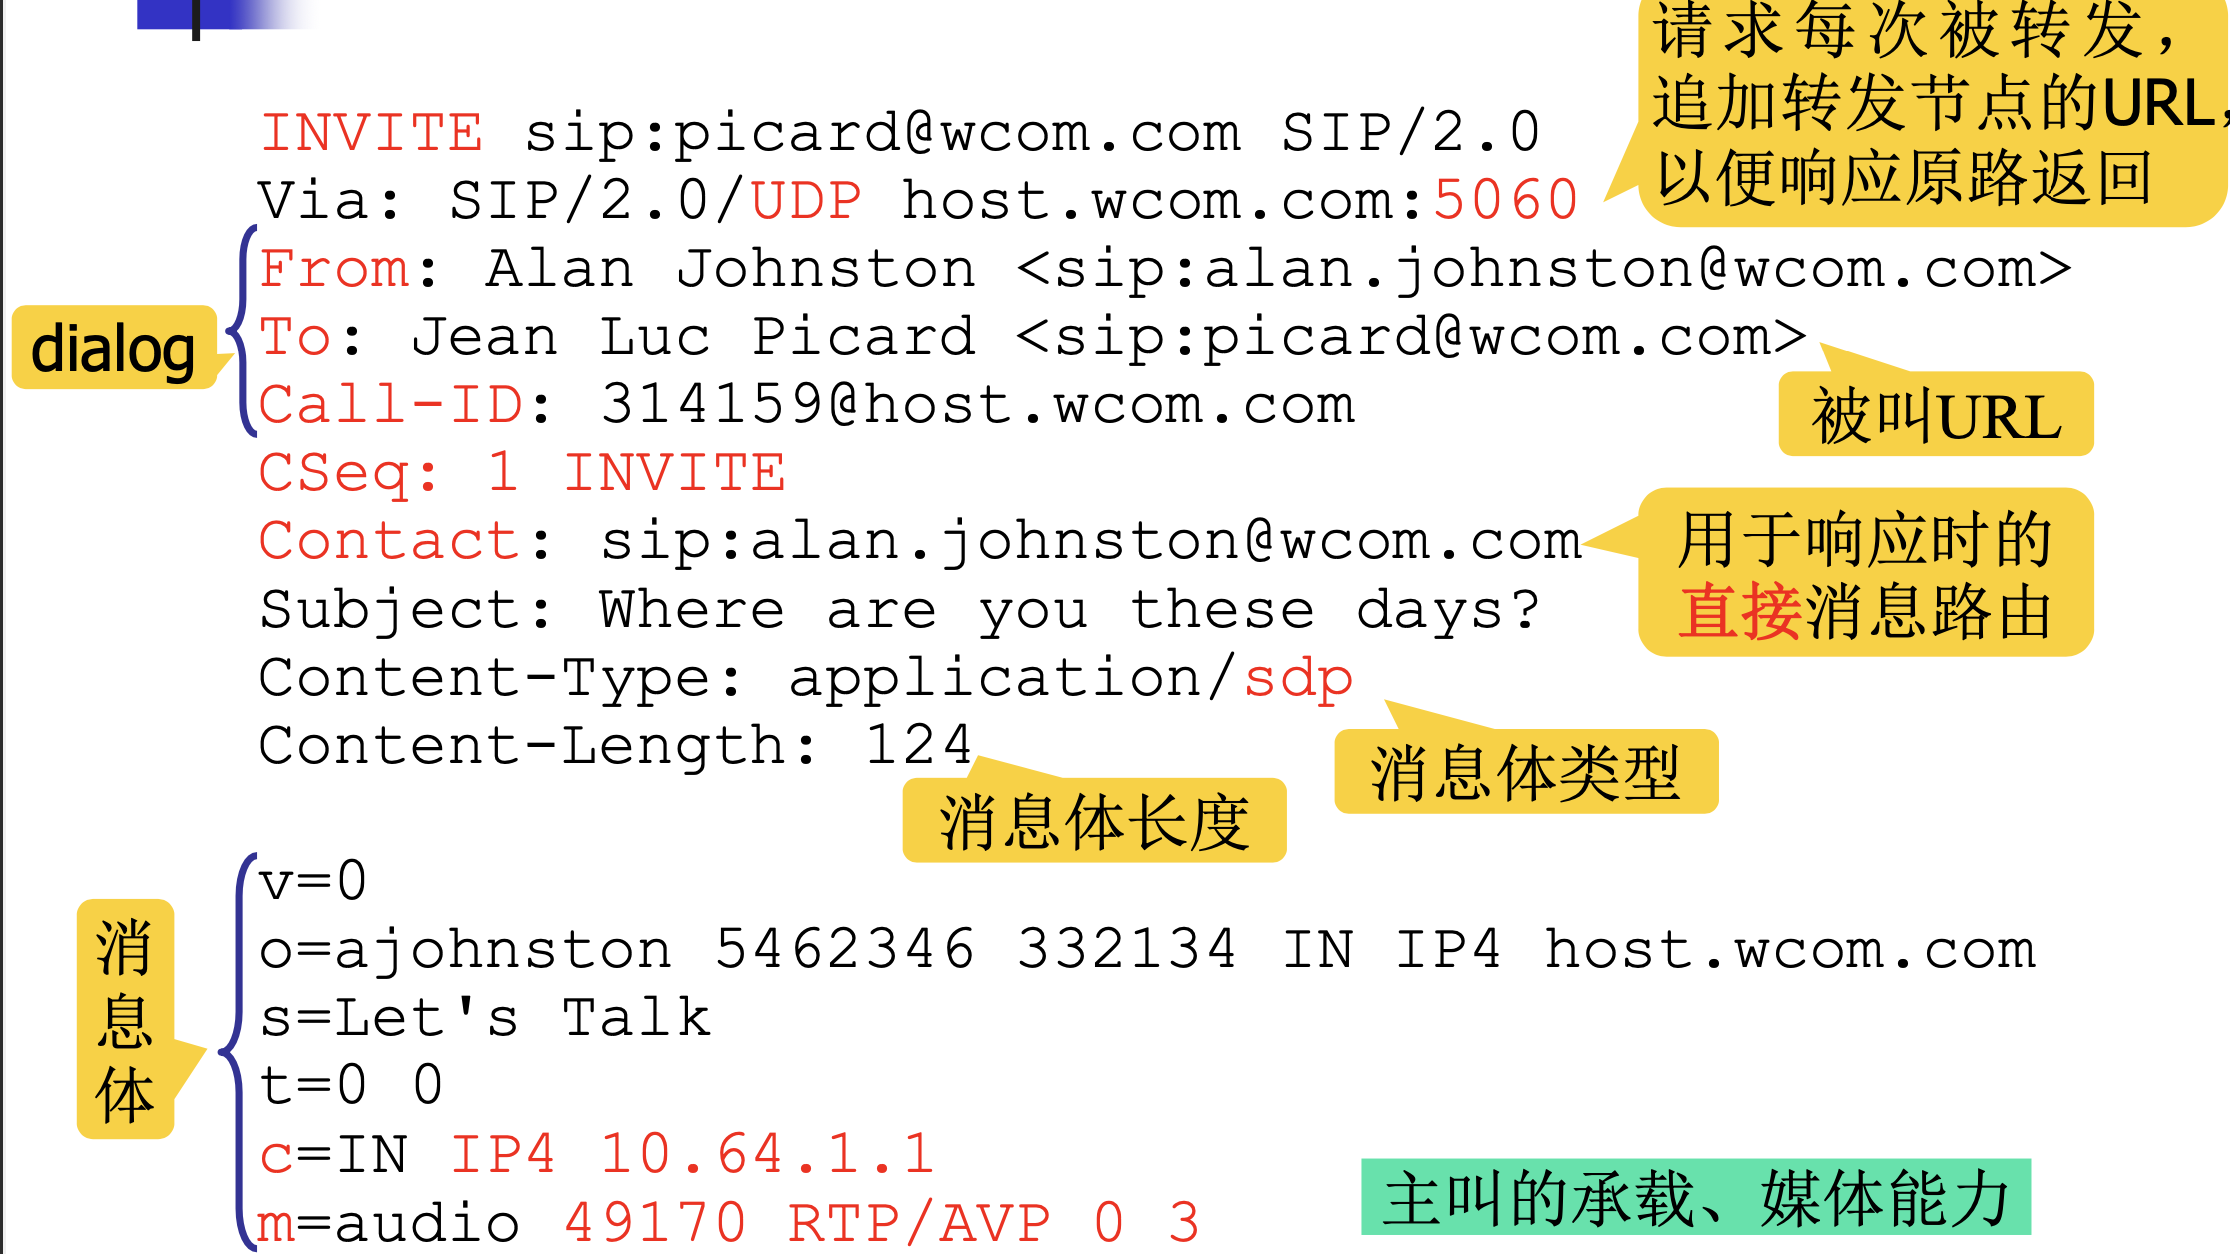 请求每次被转发，
追加转发节点的URL，
以便响应原路返回
INVITE sip:picard@wcom.com SIP/2.0
Via: SIP/2.0/UDP host.wcom.com:5060
dialog
From: Alan Johnston <sip:alan.johnston@wcom.com>
To: Jean Luc Picard <sip:picard@wcom.com>
被叫URL
Call-ID: 314159@host.wcom.com
CSeq: 1 INVITE
Contact: sip:alan.johnston@wcom.com
用于响应时的
直接消息路由
Subject: Where are you these days?
Content-Type: application/sdp
消息体类型
Content-Length: 124
消息体长度
消息体
v=0
o=ajohnston 5462346 332134 IN IP4 host.wcom.com
s=Let's Talk
t=0 0
c=IN IP4 10.64.1.1
m=audio 49170 RTP/AVP 0 3
主叫的承载、媒体能力